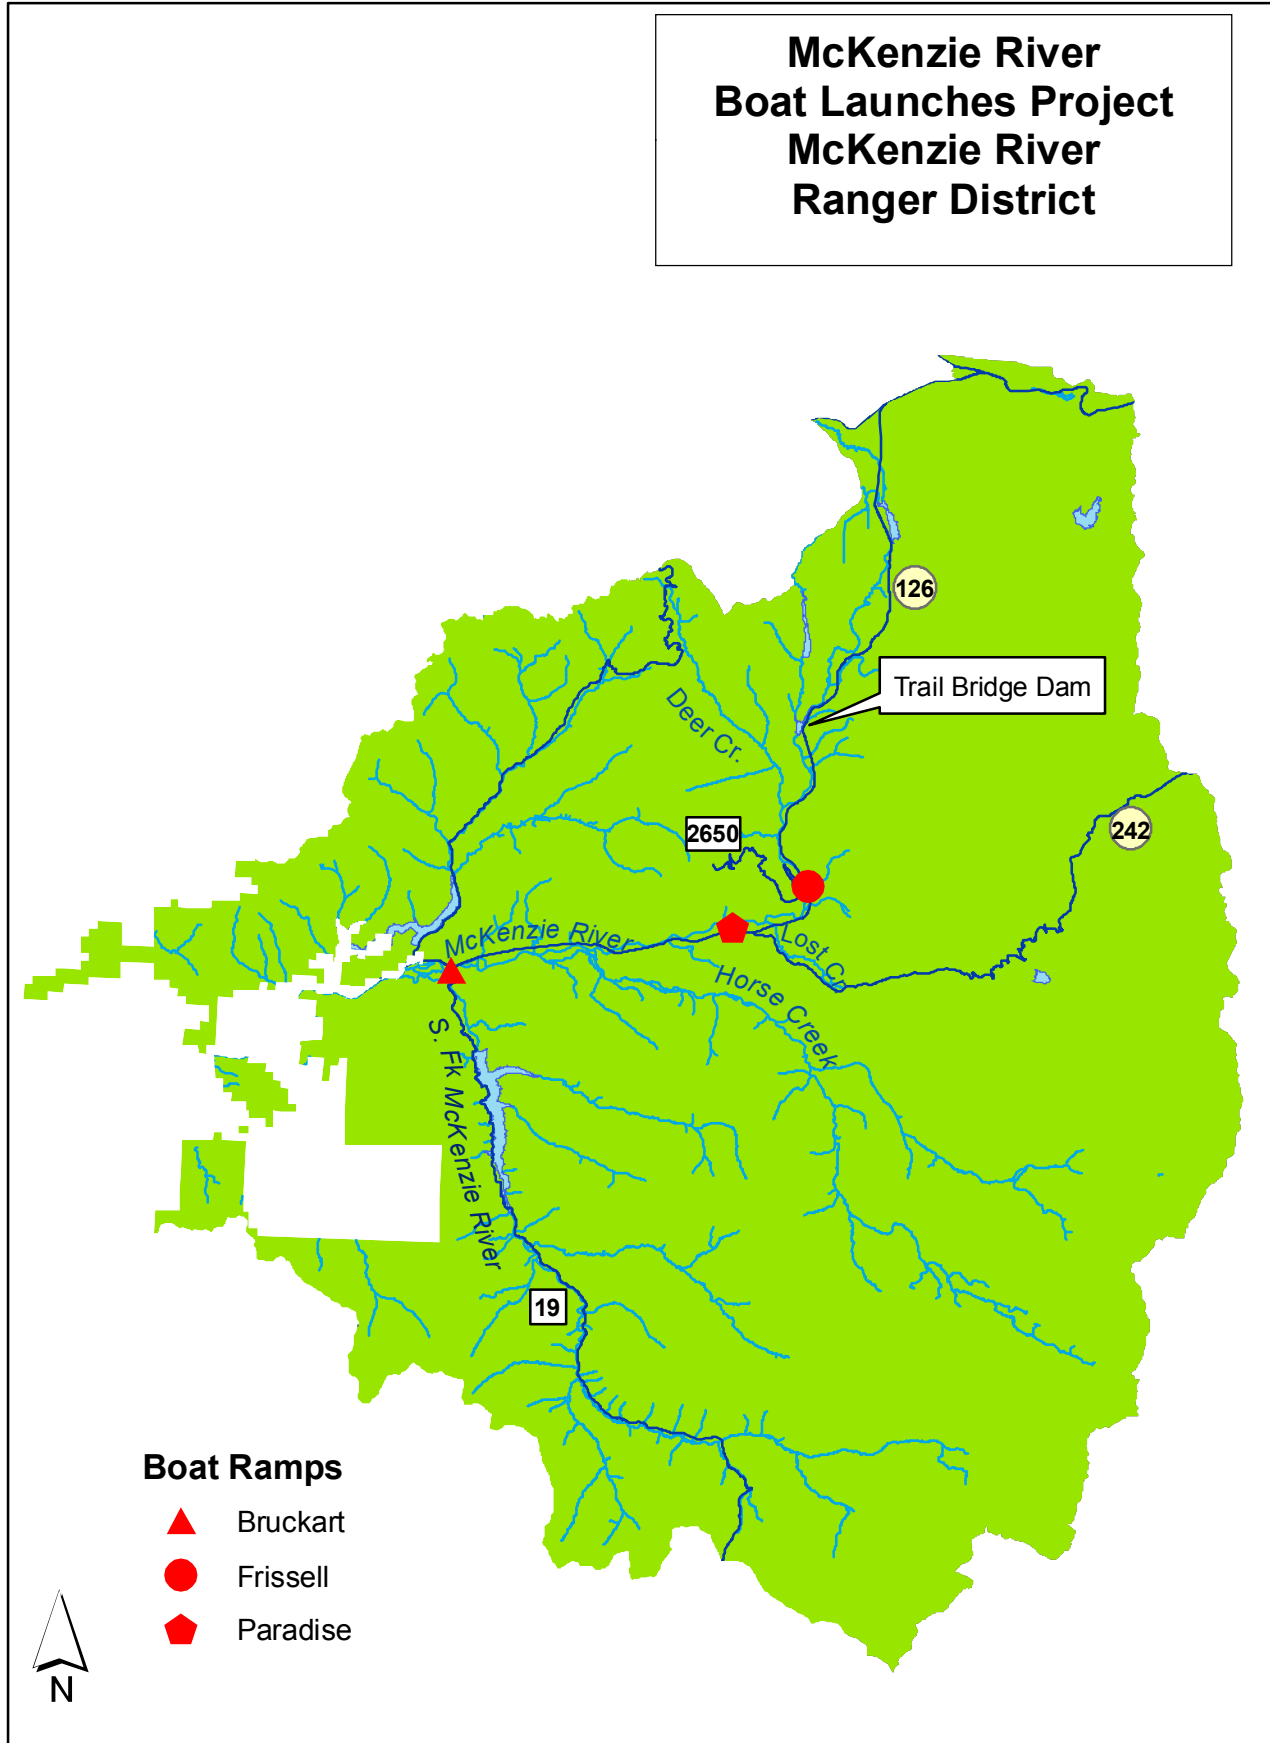 McKenzie River
Boat Launches Project
McKenzie River
Ranger District
126
Trail Bridge Dam
Deer Cr.
2650
242
McKenzie River
Lost Cr.
Horse Creek
S. Fk McKenzie River
19
Boat Ramps
Bruckart
Frissell
Paradise
N